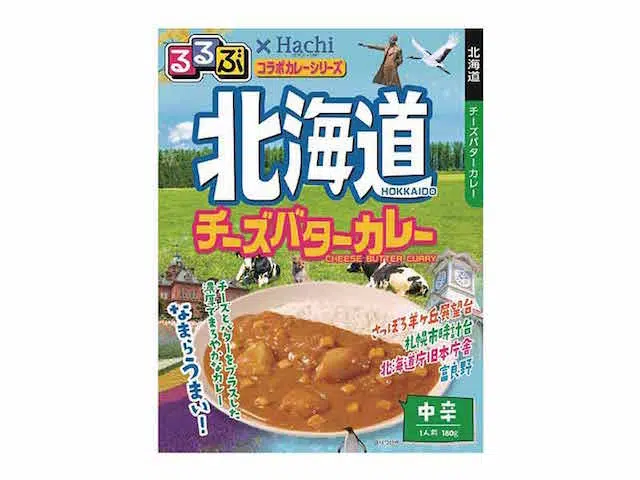 るるぶ
× Hachi
コラボカレーシリーズ
北海道
チーズバターカレー
北海道
HOKKAIDO
チーズバターカレー
CHEESE BUTTER CURRY
チーズとバターをプラスした
濃厚でまろやかなカレー
なまらうまい!
さっぽろ羊ヶ丘展望台
札幌市時計台
北海道庁旧本庁舎
富良野
中辛
1人前 180g